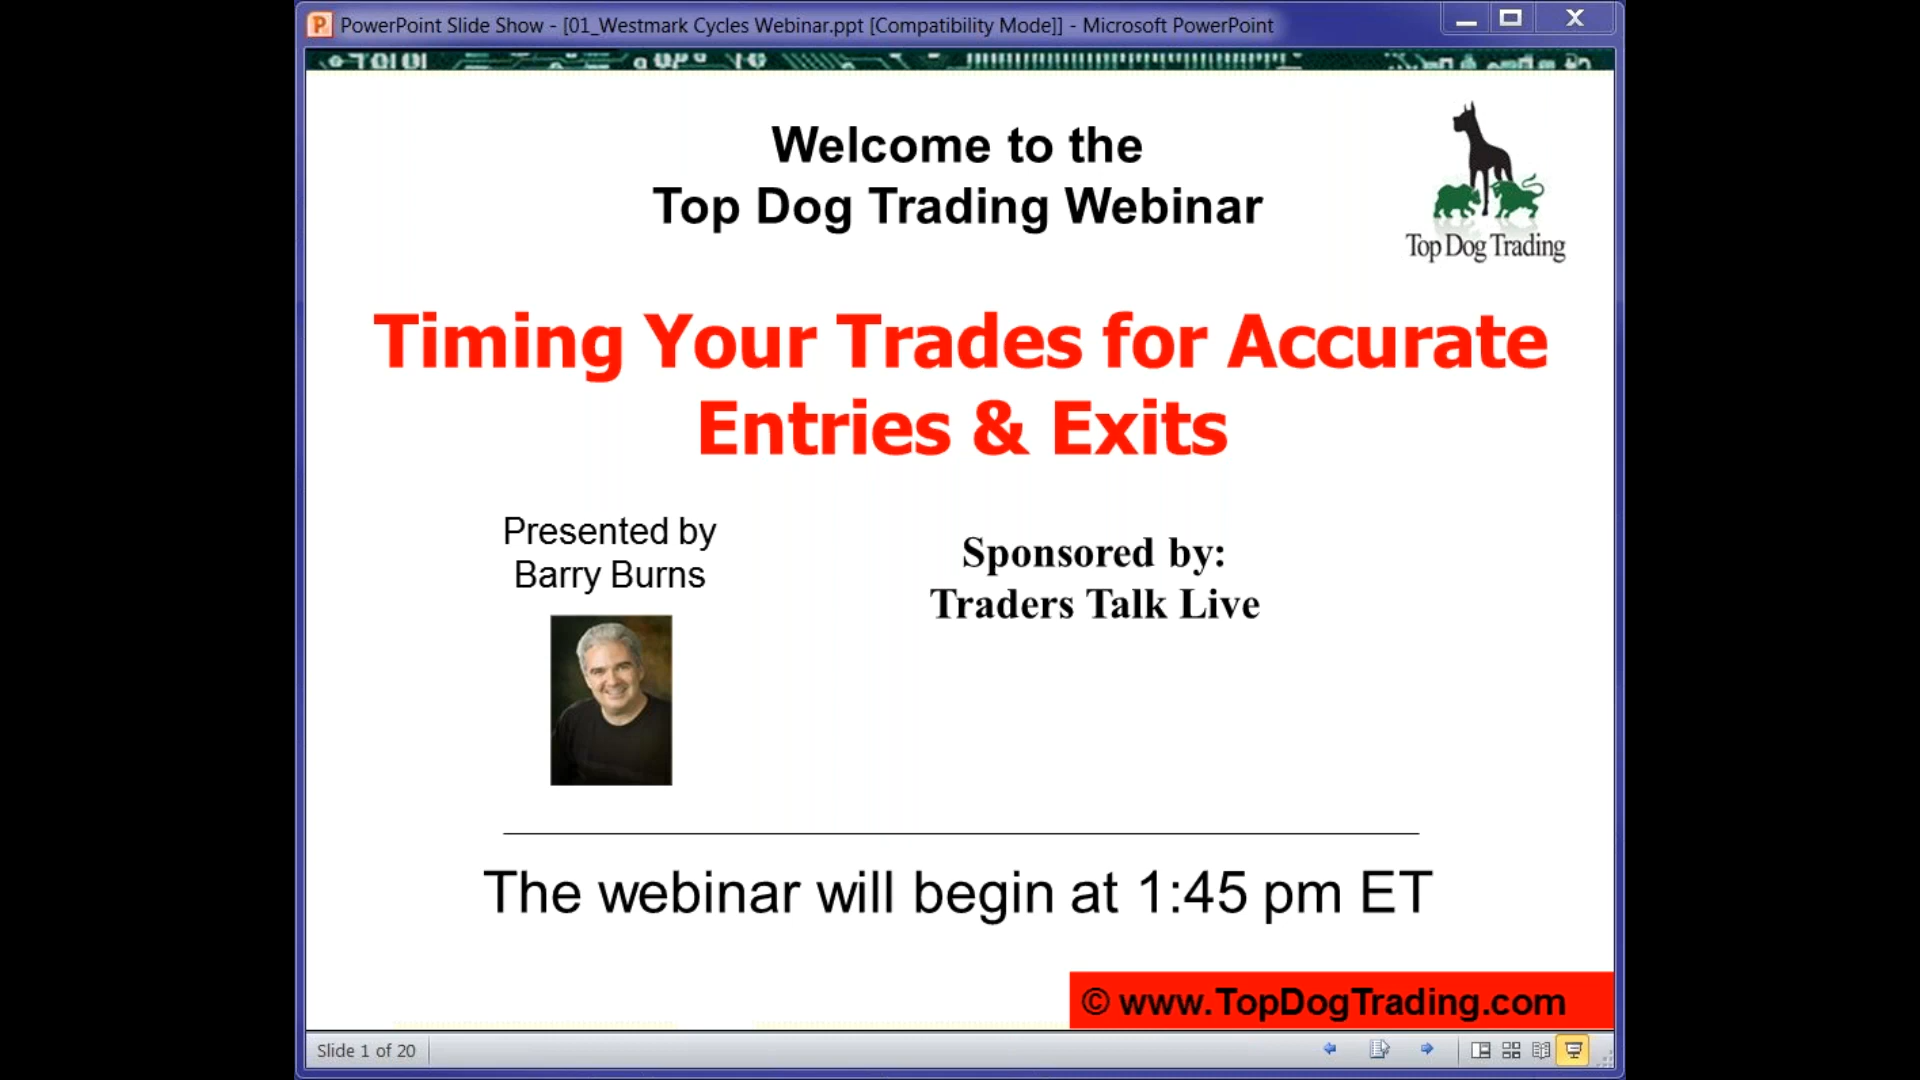 PowerPoint Slide Show - [01_Westmark Cycles Webinar.ppt [Compatibility Mode]] - Microsoft PowerPoint
Welcome to the
Top Dog Trading Webinar
Top Dog Trading
Timing Your Trades for Accurate
Entries & Exits
Presented by
Barry Burns
Sponsored by:
Traders Talk Live
The webinar will begin at 1:45 pm ET
© www.TopDogTrading.com
Slide 1 of 20